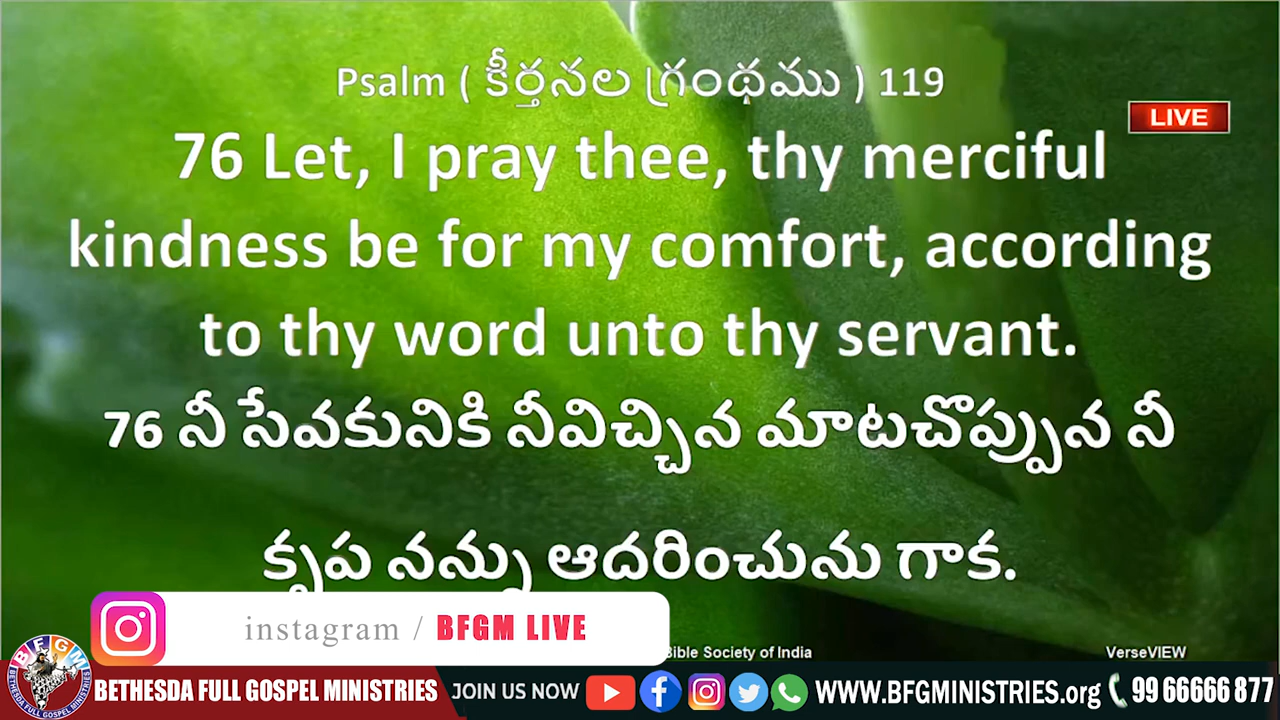 Psalm ( కీర్తనల గ్రంథము ) 119
LIVE
76 Let, I pray thee, thy merciful
kindness be for my comfort, according
to thy word unto thy servant.
76 నీ సేవకునికి నీవిచ్చిన మాటచొప్పున నీ
కృప నన్ను ఆదరించును గాక.
instagram / BFGM LIVE
Bible Society of India
VerseVIEW
BFGM
BETHESDA FULL GOSPEL MINISTRIES
JOIN US NOW
WWW.BFGMINISTRIES.org
99 66666 877